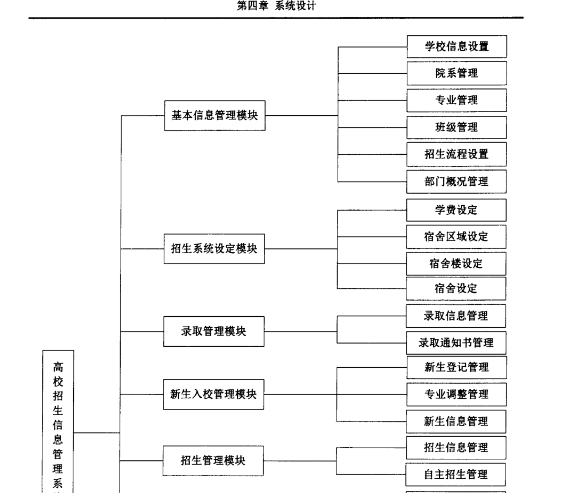 第四章 系统设计
学校信息设置
院系管理
专业管理
基本信息管理模块
班级管理
招生流程设置
部门概况管理
学费设定
宿舍区域设定
招生系统设定模块
宿舍楼设定
宿舍设定
录取信息管理
录取管理模块
录取通知书管理
新生登记管理
新生入校管理模块
专业调整管理
新生信息管理
招生信息管理
招生管理模块
自主招生管理
高校招生信息管理系